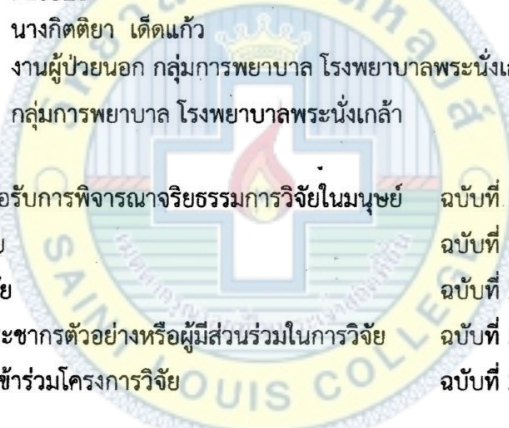 นางกิตติยา เด็ดแก้ว
งานผู้ป่วยนอก กลุ่มการพยาบาล โรงพยาบาลพระนั่งเ
กลุ่มการพยาบาล โรงพยาบาลพระนั่งเกล้า
อรับการพิจารณาจริยธรรมการวิจัยในมนุษย์ ฉบับที่
ย ฉบับที่
ัย ฉบับที่
ะชากรตัวอย่างหรือผู้มีส่วนร่วมในการวิจัย ฉบับที่
ข้าร่วมโครงการวิจัย ฉบับที่
SAINT LOUIS COLLEGE